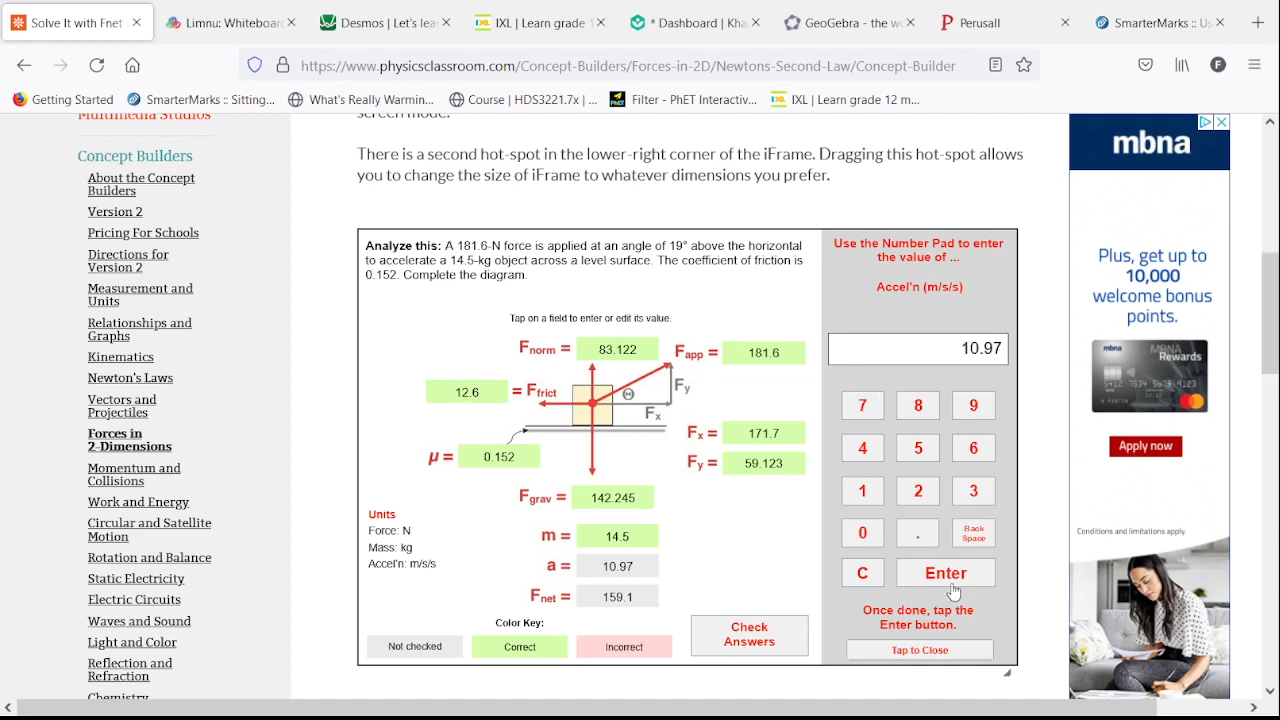 Solve It with Fnet
Limnu: Whiteboard
Desmos | Let's lear
IXL | Learn grade 1
* Dashboard | Kha
GeoGebra - the wo
Perusall
SmarterMarks :: Us
https://www.physicsclassroom.com/Concept-Builders/Forces-in-2D/Newtons-Second-Law/Concept-Builder
F
Getting Started
SmarterMarks :: Sitting...
What's Really Warmin...
Course | HDS3221.7x | ...
Filter - PhET Interactiv...
IXL | Learn grade 12 m...
Multimedia Studios
Concept Builders
About the Concept
Builders
Version 2
Pricing For Schools
Directions for
Version 2
Measurement and
Units
Relationships and
Graphs
Kinematics
Newton's Laws
Vectors and
Projectiles
Forces in
2-Dimensions
Momentum and
Collisions
Work and Energy
Circular and Satellite
Motion
Rotation and Balance
Static Electricity
Electric Circuits
Waves and Sound
Light and Color
Reflection and
Refraction
Chemistry
screen mode.
There is a second hot-spot in the lower-right corner of the iFrame. Dragging this hot-spot allows
you to change the size of iFrame to whatever dimensions you prefer.
Analyze this: A 181.6-N force is applied at an angle of 19° above the horizontal
to accelerate a 14.5-kg object across a level surface. The coefficient of friction is
0.152. Complete the diagram.
Tap on a field to enter or edit its value.
Fnorm = 83.122
Fapp = 181.6
12.6 = Ffrict
Θ
Fy
Fx
Fx = 171.7
μ = 0.152
Fy = 59.123
Fgrav = 142.245
Units
Force: N
Mass: kg
Accel'n: m/s/s
m = 14.5
a = 10.97
Fnet = 159.1
Color Key:
Not checked
Correct
Incorrect
Check
Answers
Use the Number Pad to enter
the value of ...
Accel'n (m/s/s)
10.97
7 8 9
4 5 6
1 2 3
0 . Back
Space
C Enter
Once done, tap the
Enter button.
Tap to Close
mbna
Plus, get up to
10,000
welcome bonus
points.
mbna
MBNA
Rewards
Apply now
Conditions and limitations apply.